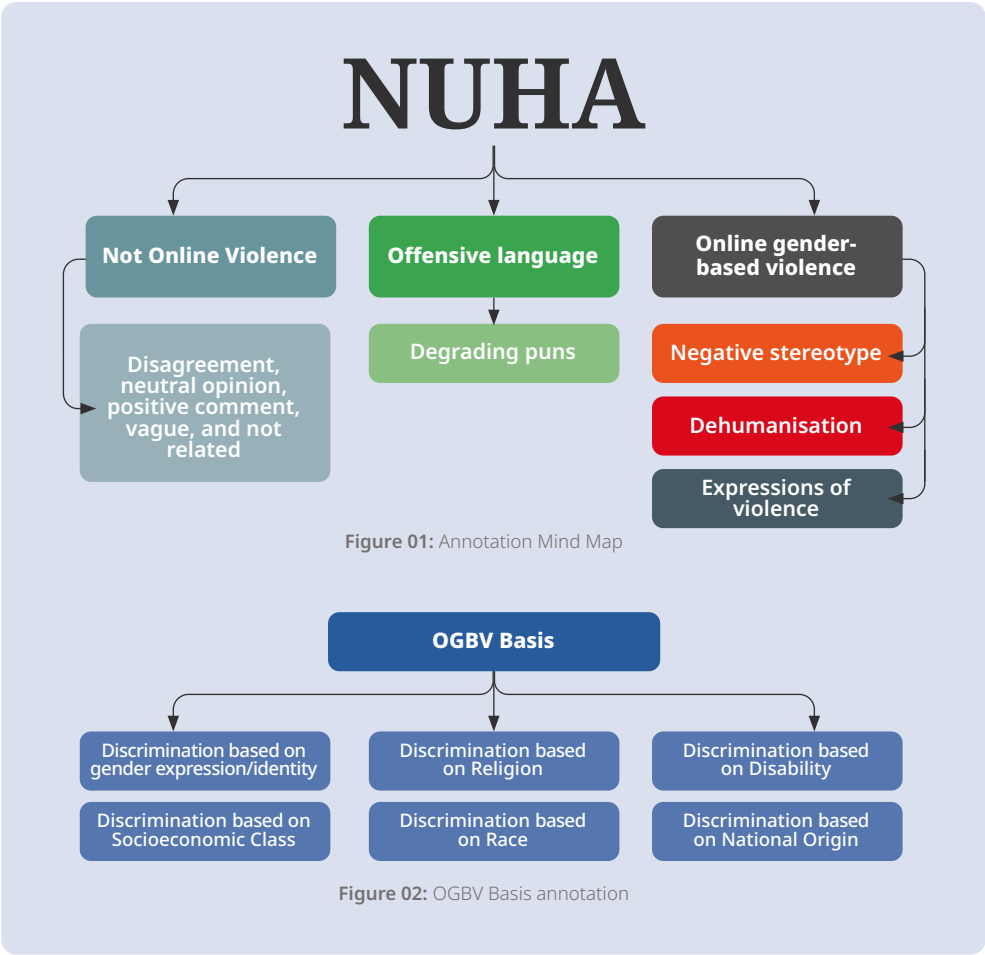 NUHA
Not Online Violence
Offensive language
Online gender-
based violence
Disagreement,
neutral opinion,
positive comment,
vague, and not
related
Degrading puns
Negative stereotype
Dehumanisation
Expressions of
violence
Figure 01: Annotation Mind Map
OGBV Basis
Discrimination based on
gender expression/identity
Discrimination based
on Religion
Discrimination based
on Disability
Discrimination based on
Socioeconomic Class
Discrimination based
on Race
Discrimination based
on National Origin
Figure 02: OGBV Basis annotation